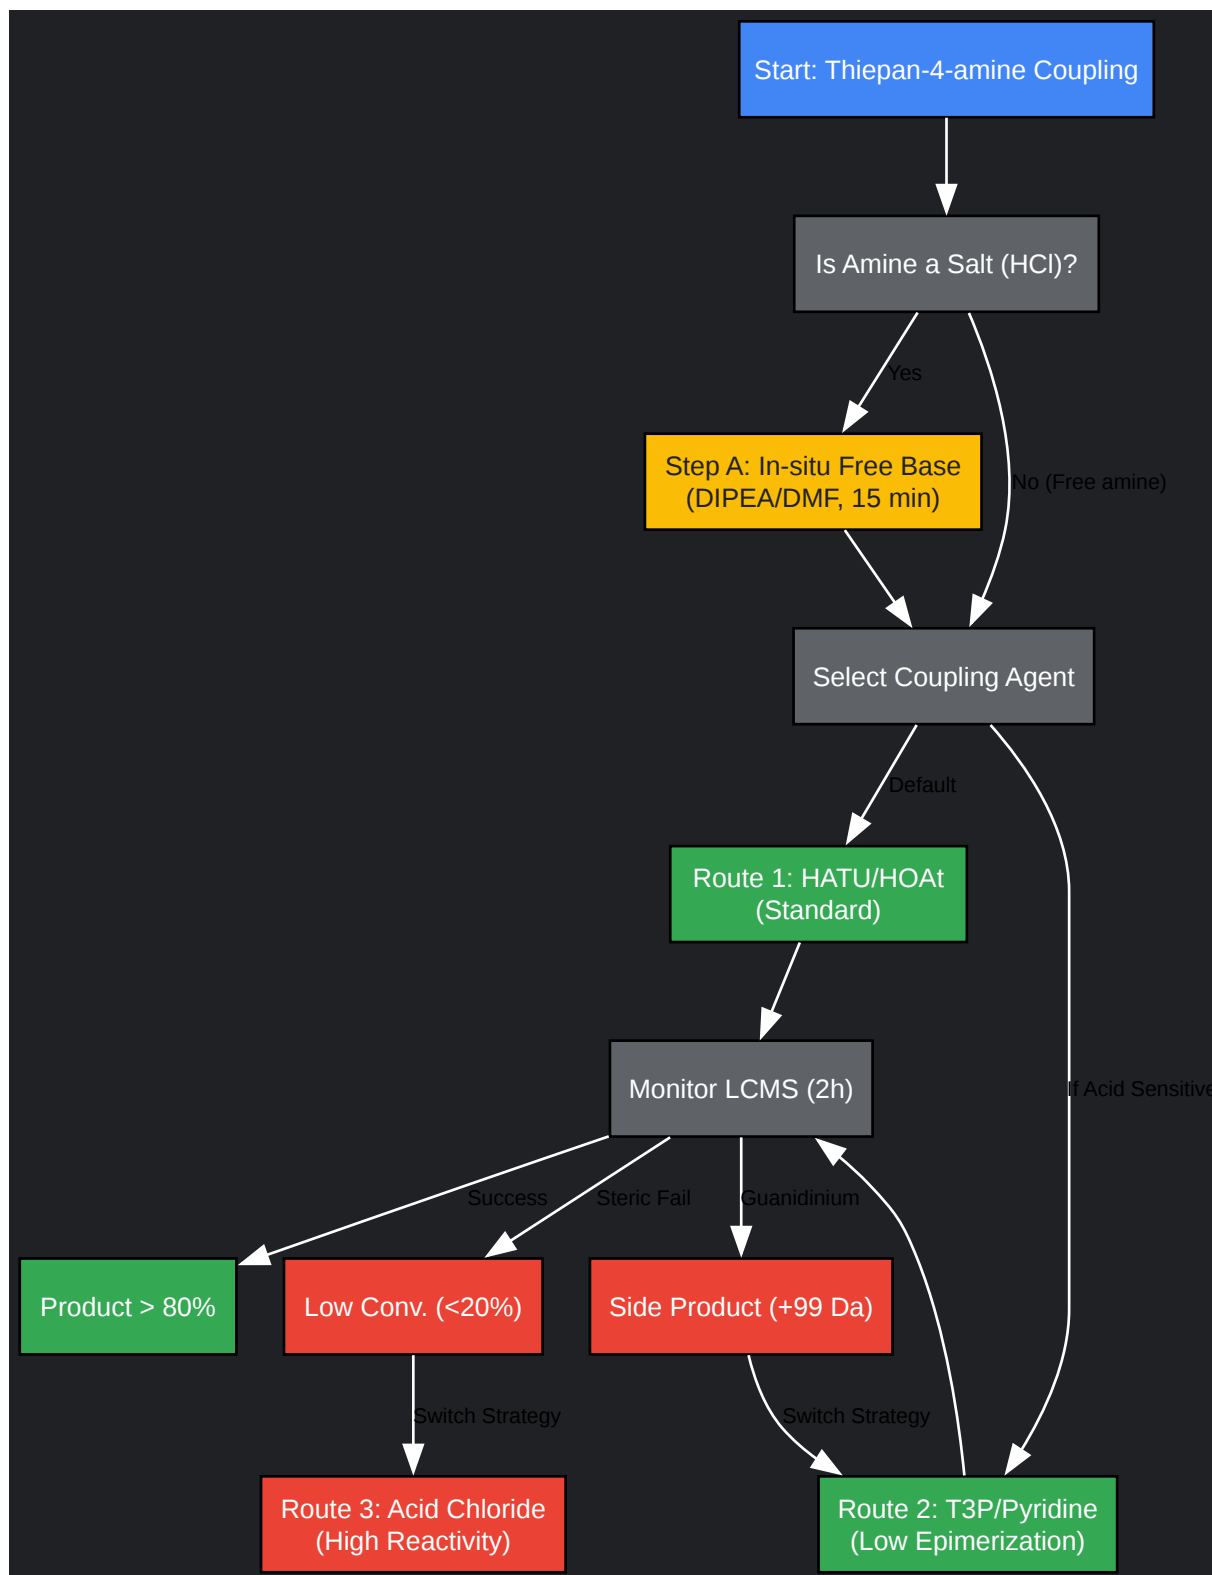 Start: Thiepan-4-amine Coupling
Is Amine a Salt (HCl)?
Yes
Step A: In-situ Free Base
(DIPEA/DMF, 15 min)
No (Free amine)
Select Coupling Agent
Default
Route 1: HATU/HOAt
(Standard)
Monitor LCMS (2h)
If Acid Sensitive
Success
Steric Fail
Guanidinium
Product > 80%
Low Conv. (<20%)
Side Product (+99 Da)
Switch Strategy
Switch Strategy
Route 3: Acid Chloride
(High Reactivity)
Route 2: T3P/Pyridine
(Low Epimerization)